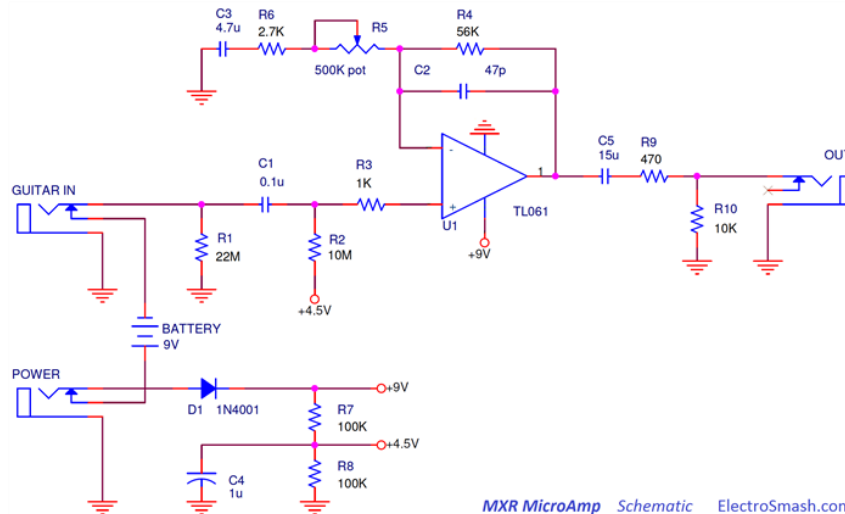 C3
4.7u
R6
2.7K
R5
500K pot
R4
56K
C2
47p
C5
15u
R9
470
OUT
GUITAR IN
C1
0.1u
R3
1K
-
+
1
U1
TL061
R1
22M
R2
10M
R10
10K
+9V
+4.5V
BATTERY
9V
POWER
D1
1N4001
+9V
R7
100K
+4.5V
C4
1u
R8
100K
MXR MicroAmp Schematic ElectroSmash.com